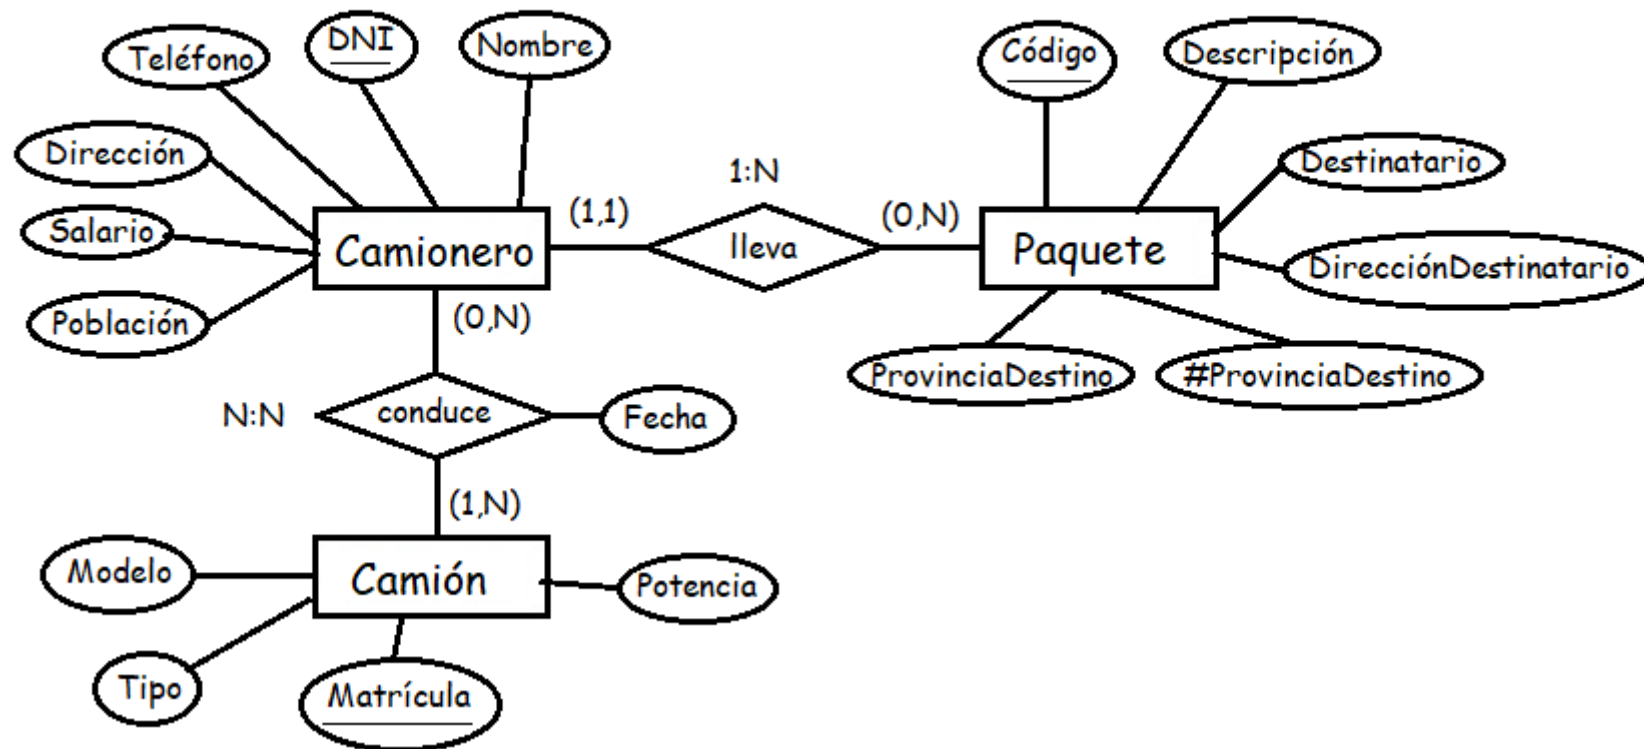 Teléfono
DNI
Nombre
Código
Descripción
Dirección
1:N
Destinatario
Salario
Camionero
(1,1)
lleva
(0,N)
Paquete
DirecciónDestinatario
Población
(0,N)
ProvinciaDestino
#ProvinciaDestino
N:N
conduce
Fecha
(1,N)
Modelo
Camión
Potencia
Tipo
Matrícula